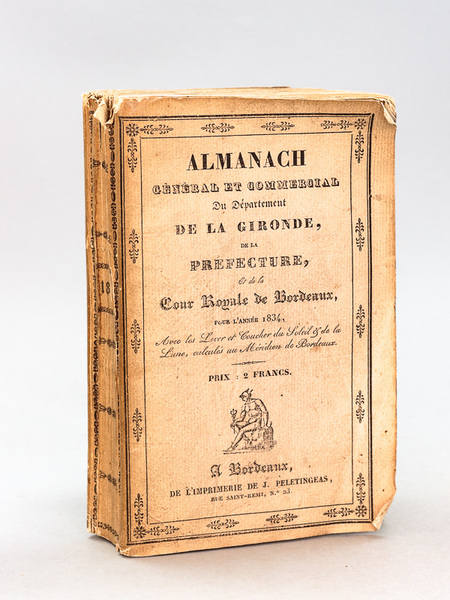 ALMANACH
GÉNÉRAL ET COMMERCIAL
Du Département
DE LA GIRONDE,
DE LA
PREFECTURE,
Et de la
Cour Royale de Bordeaux,
POUR L'ANNÉE 1834,
Avec les Lever et Coucher du Soleil & de la
Lune, calculés au Méridien de Bordeaux.
PRIX : 2 FRANCS.
A Bordeaux,
DE L'IMPRIMERIE DE J. PELETINGEAS,
RUE SAINT-REMI, N.º 23.
18